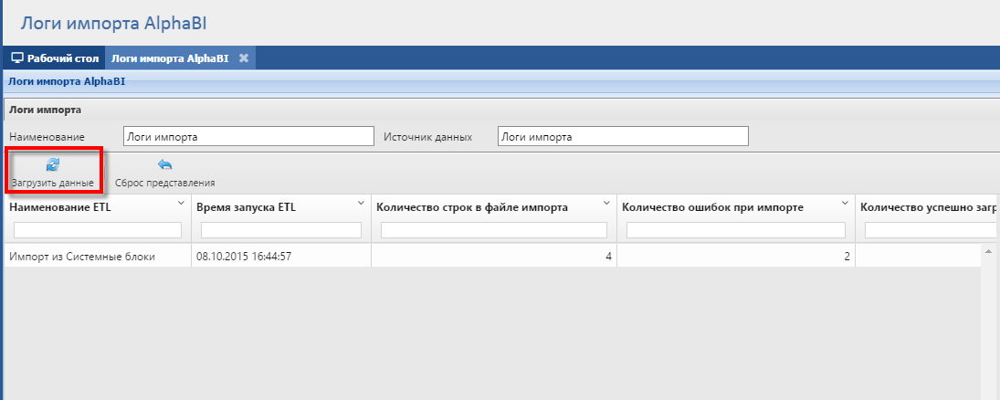 Логи импорта AlphaBI
Рабочий стол Логи импорта AlphaBI
Логи импорта AlphaBI
Логи импорта
Наименование Логи импорта Источник данных Логи импорта
Загрузить данные Сброс представления
Наименование ETL Время запуска ETL Количество строк в файле импорта Количество ошибок при импорте Количество успешно загр
Импорт из Системные блоки 08.10.2015 16:44:57 4 2